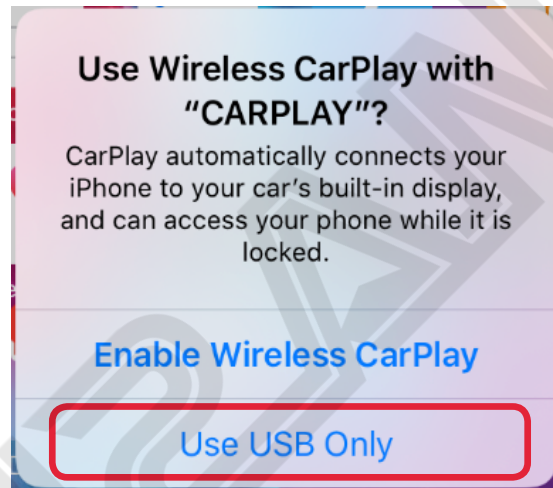 Use Wireless CarPlay with
“CARPLAY”?
CarPlay automatically connects your
iPhone to your car’s built-in display,
and can access your phone while it is
locked.
Enable Wireless CarPlay
Use USB Only